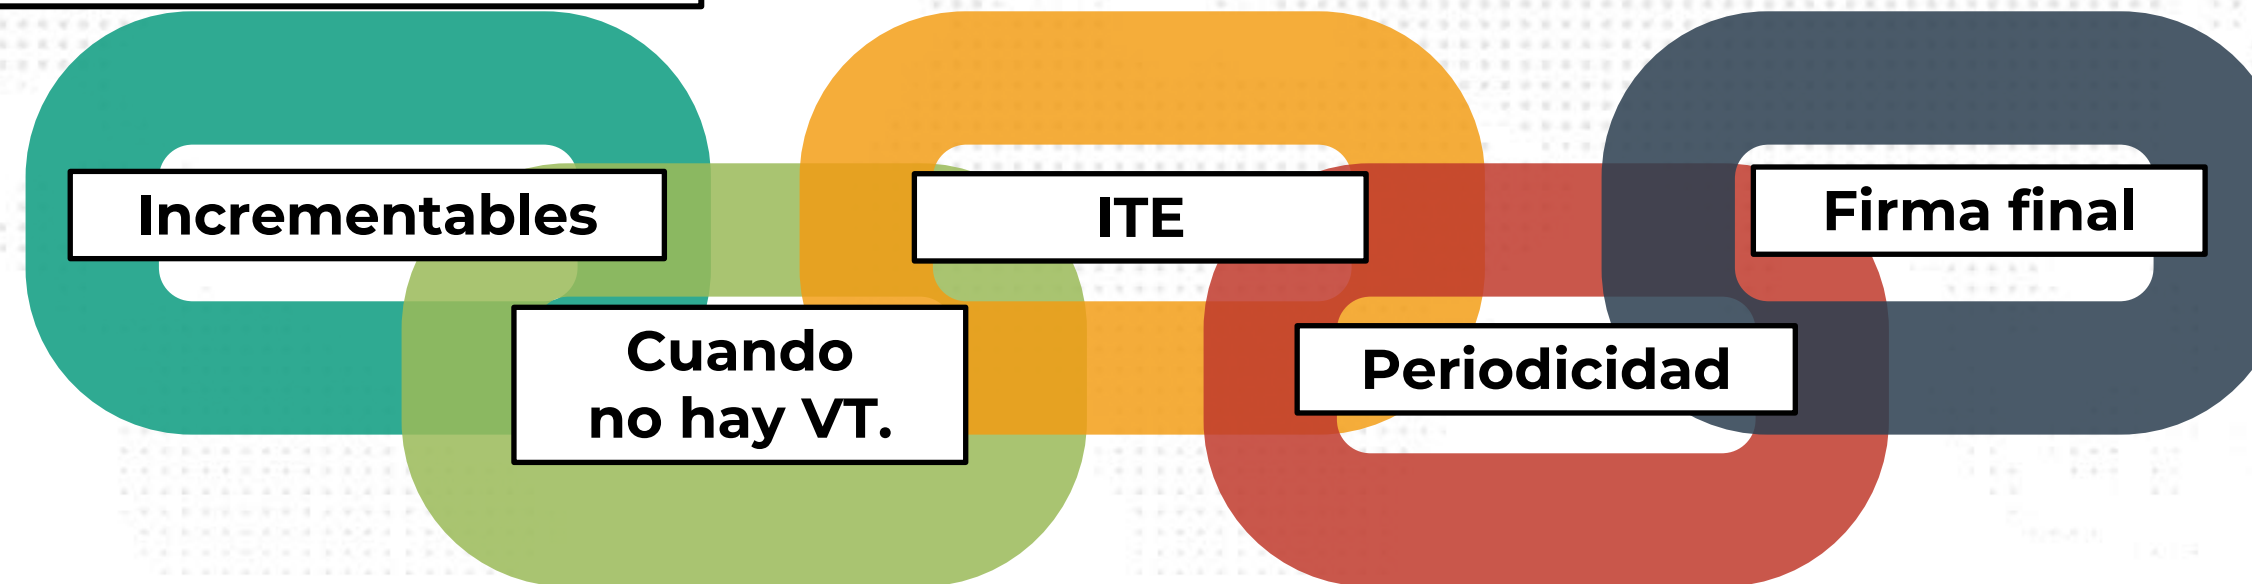 Incrementables
Cuando
no hay VT.
ITE
Periodicidad
Firma final